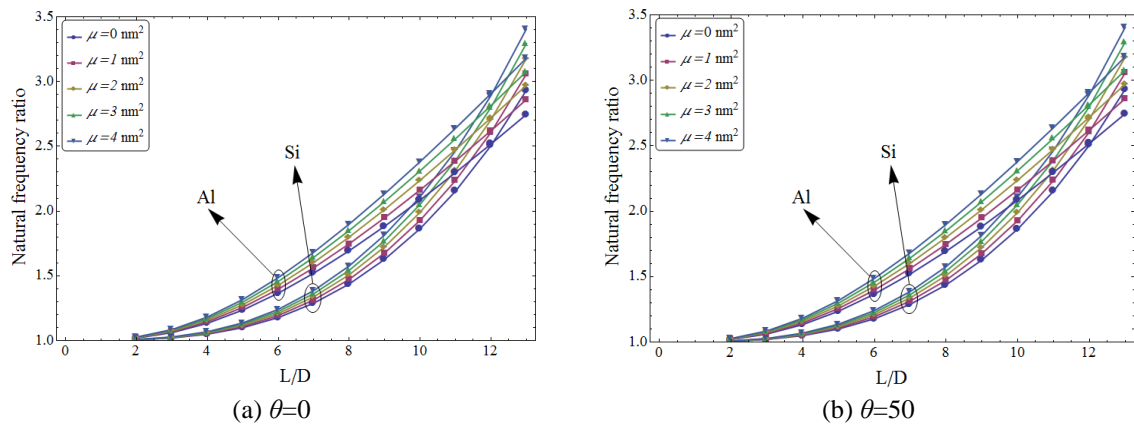 3.5
3.0
2.5
2.0
1.5
1.0
Natural frequency ratio
μ=0 nm²
μ=1 nm²
μ=2 nm²
μ=3 nm²
μ=4 nm²
Si
Al
0 2 4 6 8 10 12
L/D
(a) θ=0
3.5
3.0
2.5
2.0
1.5
1.0
Natural frequency ratio
μ=0 nm²
μ=1 nm²
μ=2 nm²
μ=3 nm²
μ=4 nm²
Si
Al
0 2 4 6 8 10 12
L/D
(b) θ=50